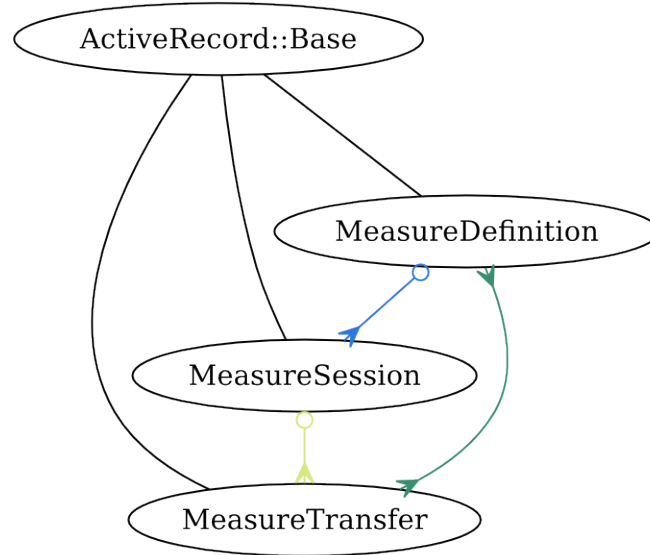 ActiveRecord::Base
MeasureDefinition
MeasureSession
MeasureTransfer